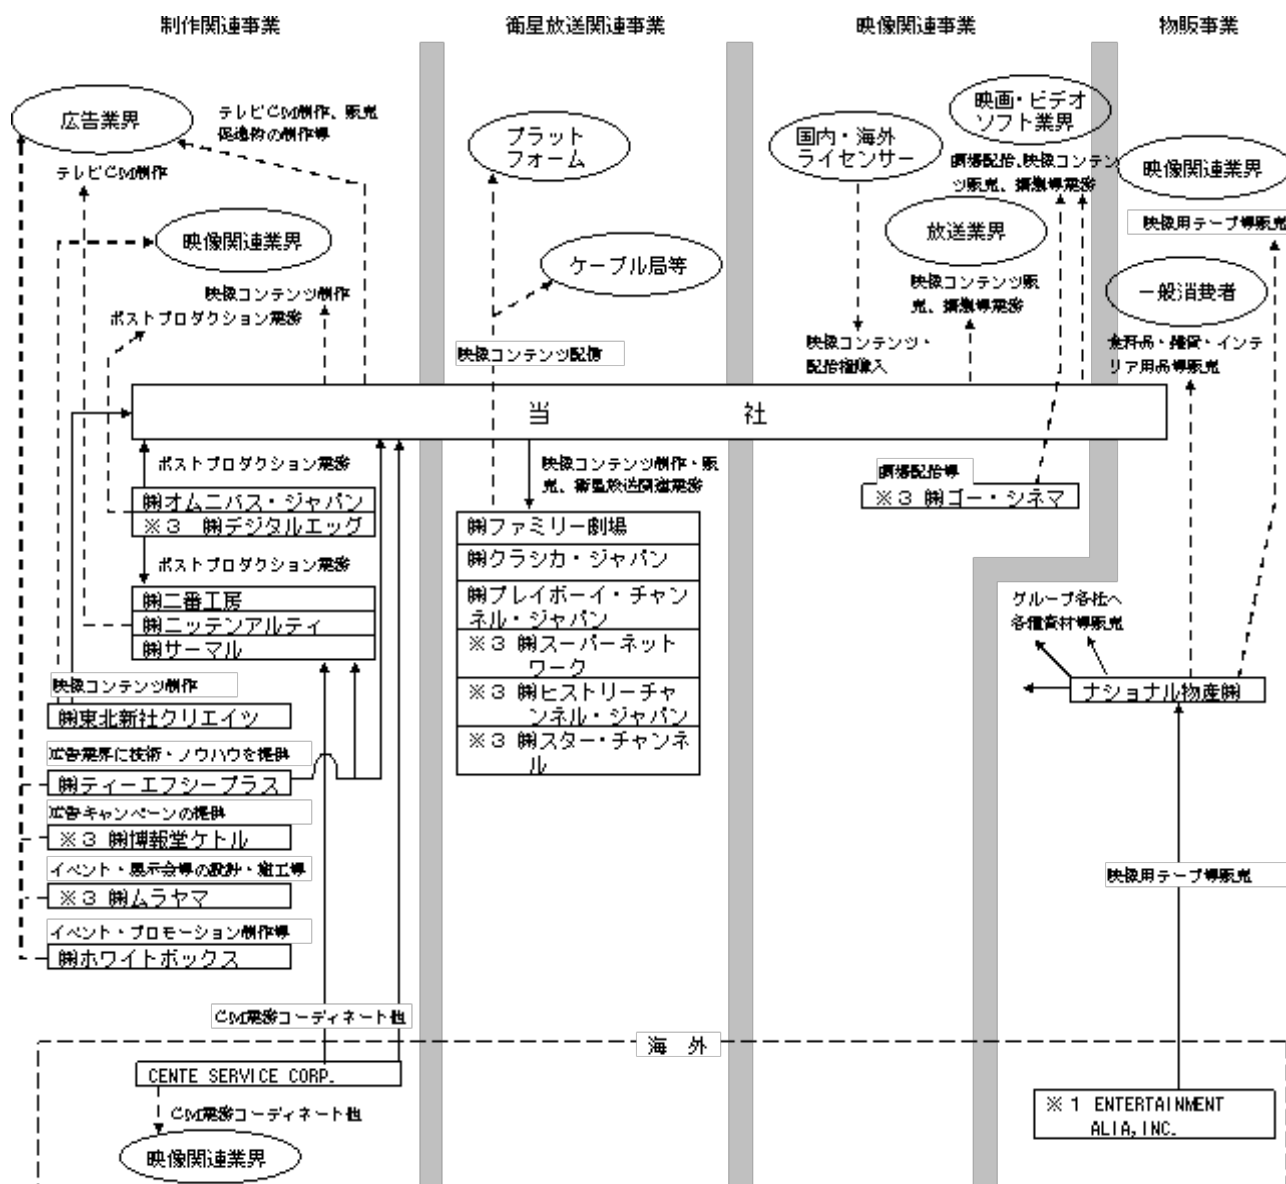 制作関連事業
衛星放送関連事業
映像関連事業
物販事業
広告業界
テレビCM制作、販売
促進物の制作等
テレビCM制作
映像関連業界
映像コンテンツ制作
ポストプロダクション業務
プラット
フォーム
ケーブル局等
映像コンテンツ配信
国内・海外
ライセンサー
映像コンテンツ・
配給権購入
映画・ビデオ
ソフト業界
劇場配給、映像コンテン
ツ販売、撮影等業務
放送業界
映像コンテンツ販
売、撮影等業務
映像関連業界
映像用テープ等販売
一般消費者
食料品・雑貨・インテ
リア用品等販売
当 社
ポストプロダクション業務
㈱オムニバス・ジャパン
※3 ㈱デジタルエッグ
ポストプロダクション業務
㈱二番工房
㈱ニッテンアルティ
㈱サーマル
映像コンテンツ制作
㈱東北新社クリエイツ
広告業界に技術・ノウハウを提供
㈱ティーエフシープラス
広告キャンペーンの提供
※3 ㈱博報堂ケトル
イベント・展示会等の設計・施工等
※3 ㈱ムラヤマ
イベント・プロモーション制作等
㈱ホワイトボックス
映像コンテンツ制作・販
売、衛星放送関連業務
㈱ファミリー劇場
㈱クラシカ・ジャパン
㈱プレイボーイ・チャン
ネル・ジャパン
※3 ㈱スーパーネット
ワーク
※3 ㈱ヒストリーチャ
ンネル・ジャパン
※3 ㈱スター・チャンネ
ル
劇場配給等
※3 ㈱ゴー・シネマ
グループ各社へ
各種資材等販売
ナショナル物産㈱
映像用テープ等販売
CM業務コーディネート他
海 外
CENTE SERVICE CORP.
CM業務コーディネート他
映像関連業界
※1 ENTERTAINMENT
ALIA,INC.